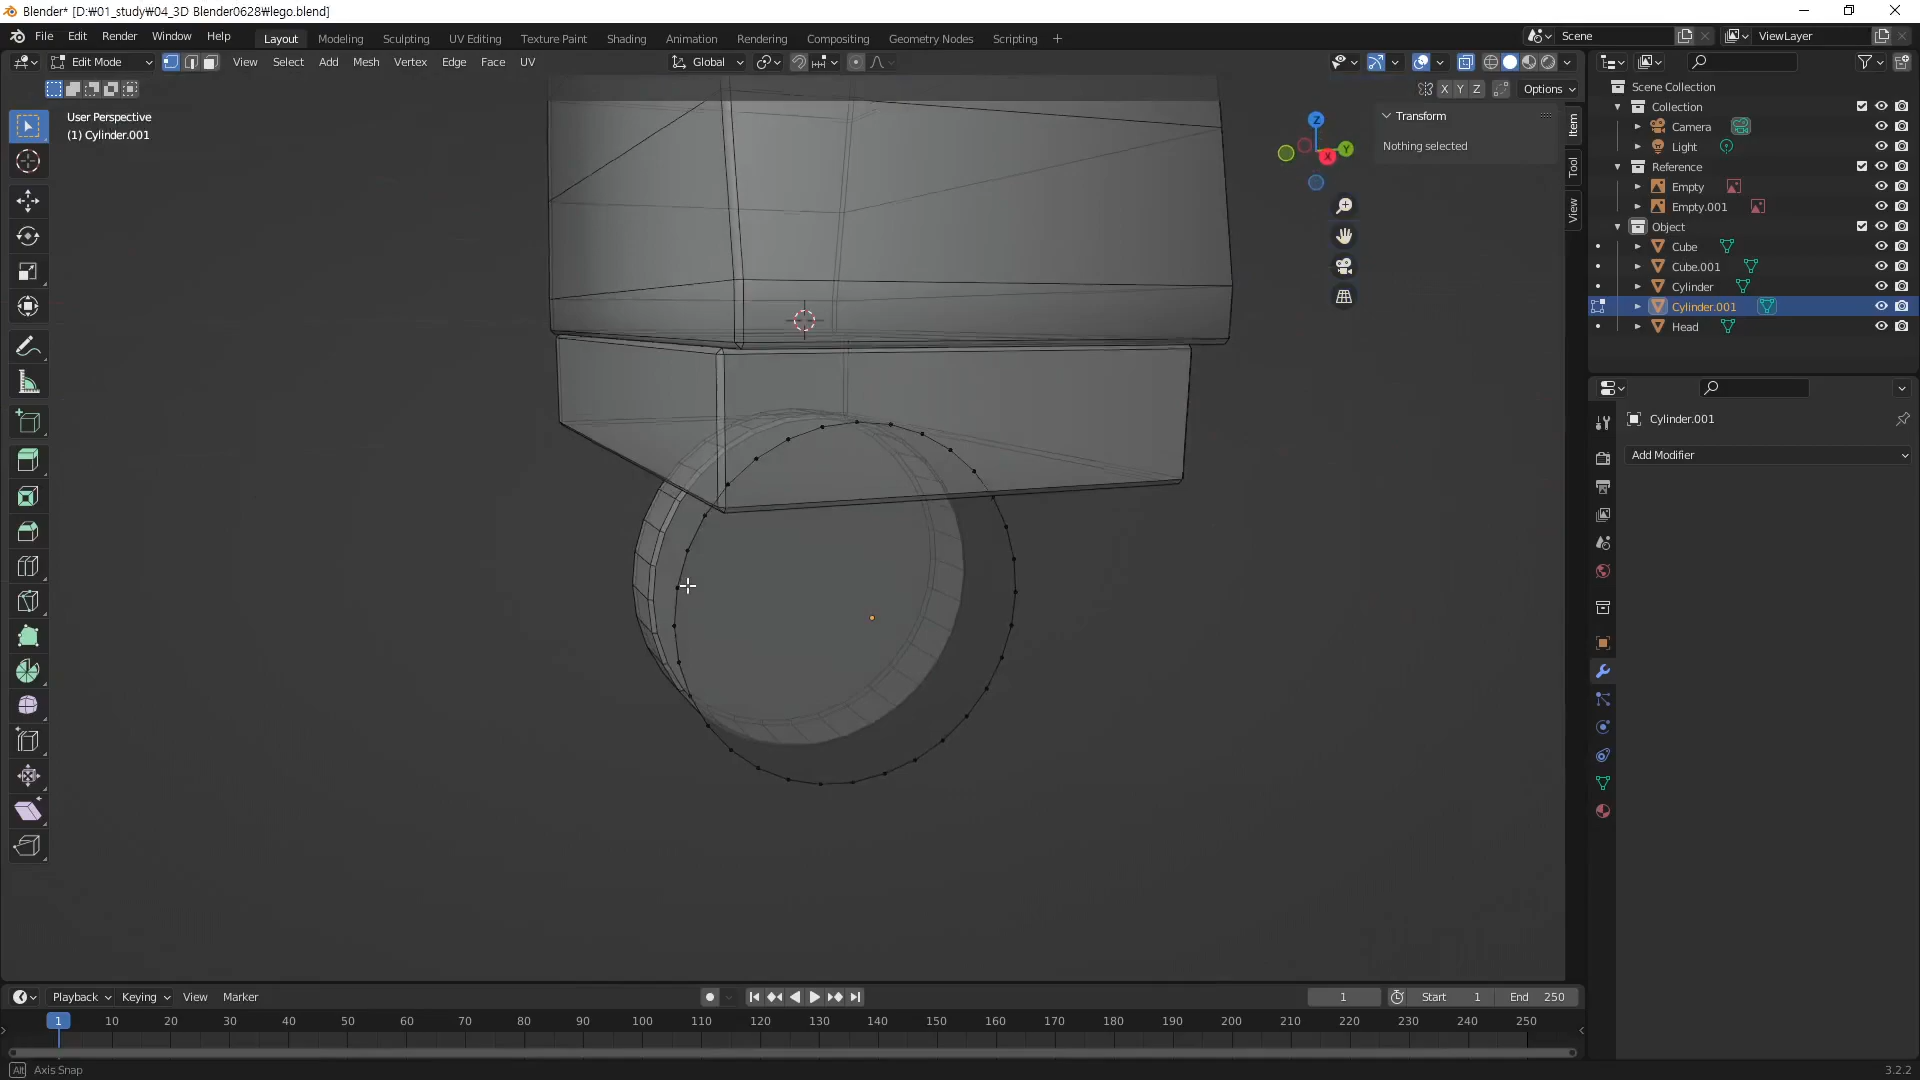 Blender* [D:₩01_study₩04_3D Blender0628₩lego.blend]
File Edit Render Window Help Layout Modeling Sculpting UV Editing Texture Paint Shading Animation Rendering Compositing Geometry Nodes Scripting + Scene ViewLayer
Edit Mode View Select Add Mesh Vertex Edge Face UV Global
X Y Z Options
User Perspective
(1) Cylinder.001
Transform
Nothing selected
Item
Tool
View
Z
Y
X
Scene Collection
Collection
Camera
Light
Reference
Empty
Empty.001
Object
Cube
Cube.001
Cylinder
Cylinder.001
Head
Cylinder.001
Add Modifier
Playback Keying View Marker 1 Start 1 End 250
1 10 20 30 40 50 60 70 80 90 100 110 120 130 140 150 160 170 180 190 200 210 220 230 240 250
Alt Axis Snap 3.2.2